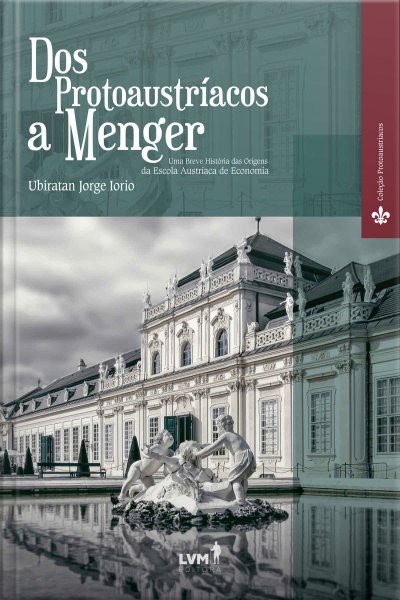 Dos
Protoaustríacos
a Menger
Uma Breve História das Origens
da Escola Austríaca de Economia
Ubiratan Jorge Iorio
Coleção Protoaustríacos
LVM
EDITORA